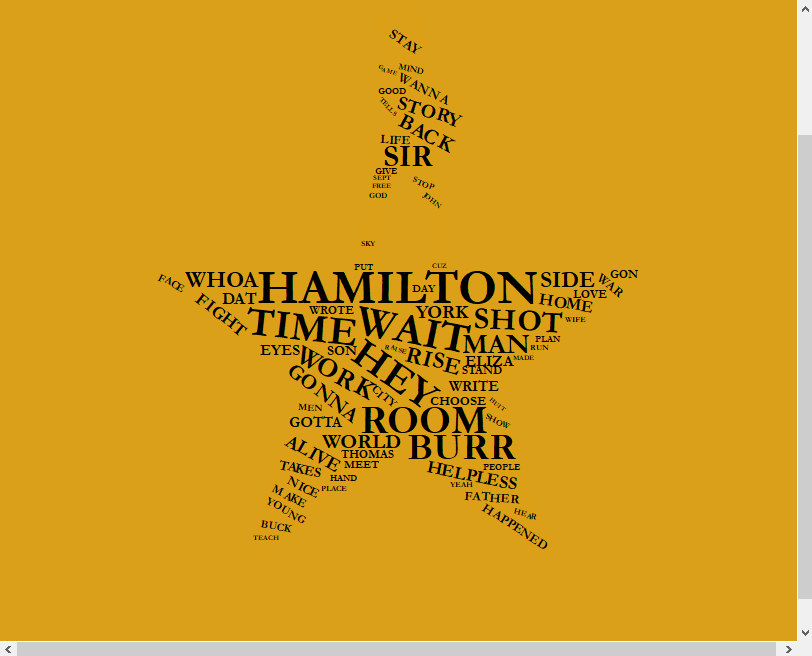 STAY
GAME
MIND
WANNA
GOOD
TELLS
STORY
BACK
LIFE
SIR
GIVE
SEPT
STOP
FREE
GOD
JOHN
SKY
PUT
CUZ
FACE
WHOA
HAMILTON
DAY
SIDE
WAR
GON
LOVE
DAT
FIGHT
HOME
WROTE
YORK
SHOT
WIFE
TIME
WAIT
MAN
PLAN
RUN
EYES
SON
HEY
RAISE
RISE
ELIZA
MADE
STAND
WORK
GONNA
CITY
WRITE
CHOOSE
HURT
MEN
GOTTA
ROOM
SHOW
WORLD
BURR
ALIVE
THOMAS
MEET
TAKES
HELPLESS
PEOPLE
HAND
NICE
PLACE
YEAH
MAKE
FATHER
YOUNG
HEAR
HAPPENED
BUCK
TEACH